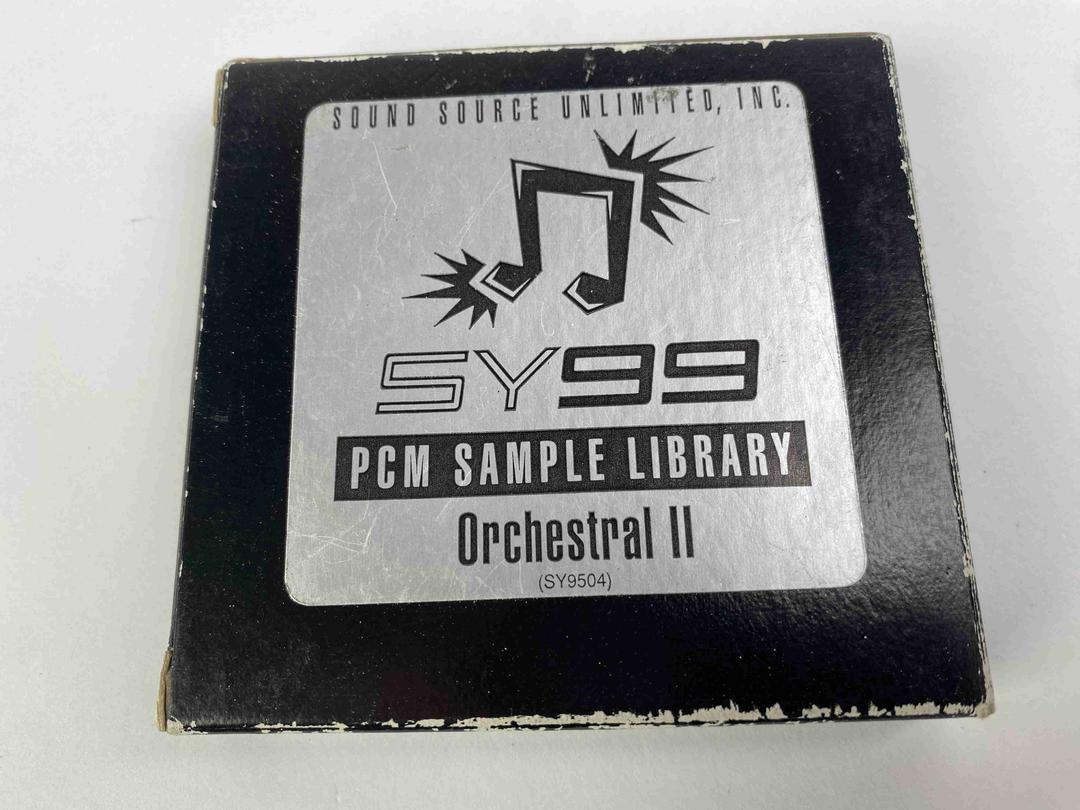 SOUND SOURCE UNLIMITED, INC.
SY99
PCM SAMPLE LIBRARY
Orchestral II
(SY9504)